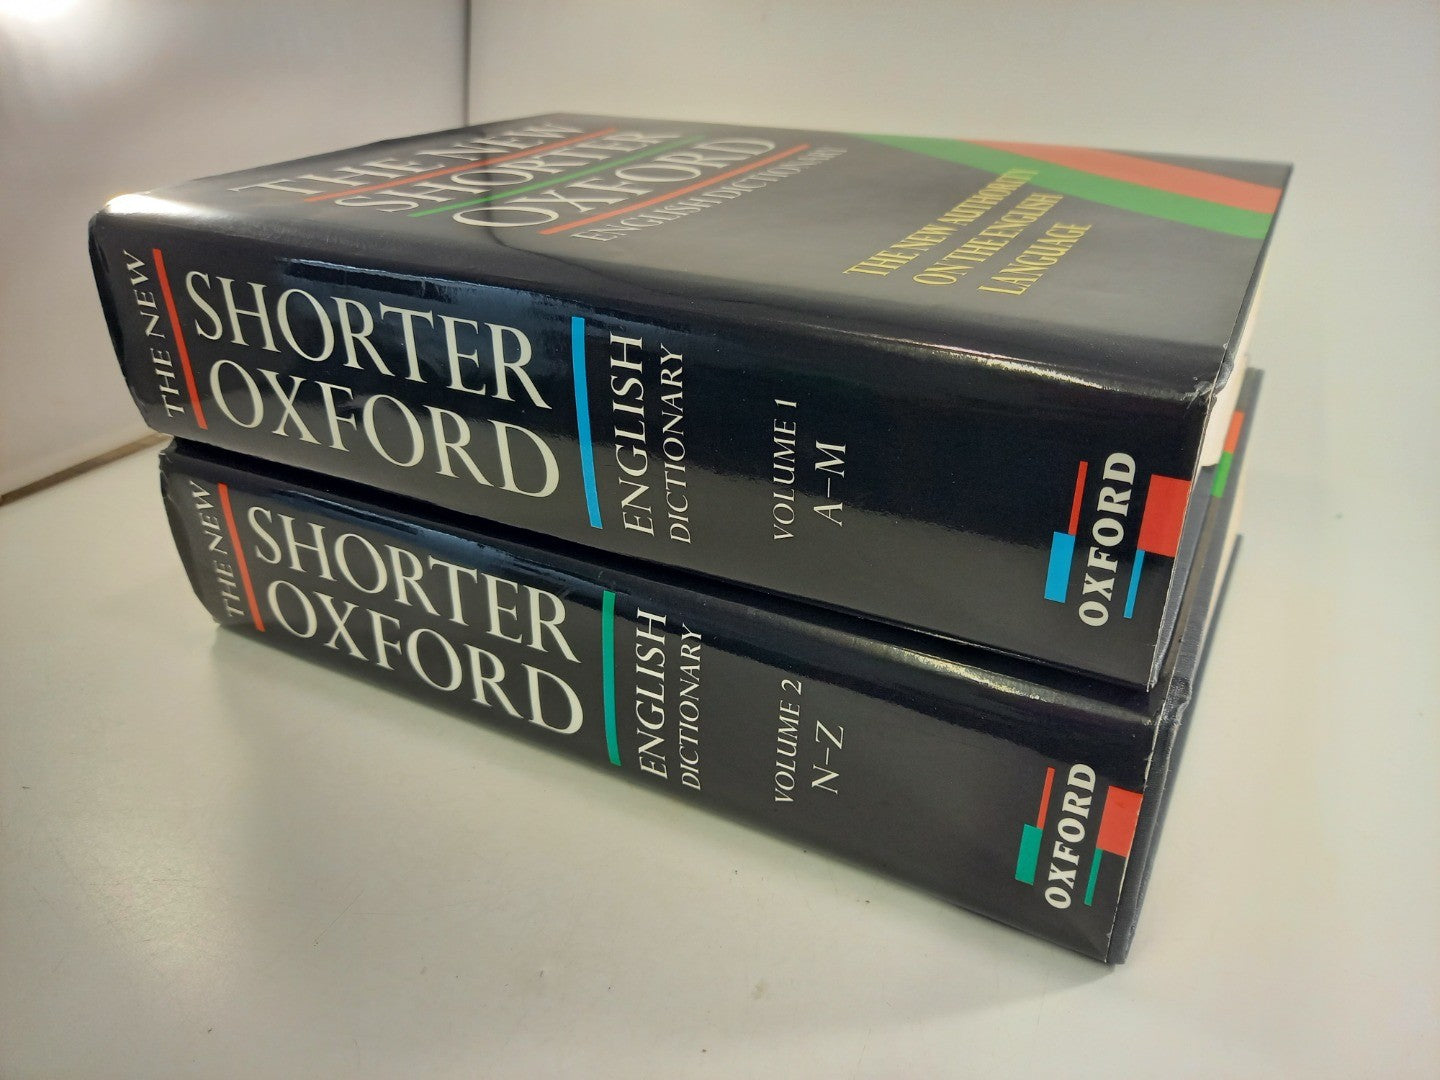 THE NEW
SHORTER
OXFORD
ENGLISH DICTIONARY
THE NEW AUTHORITY
ON THE ENGLISH
LANGUAGE
THE NEW
SHORTER
OXFORD
ENGLISH
DICTIONARY
VOLUME 1
A–M
OXFORD
THE NEW
SHORTER
OXFORD
ENGLISH
DICTIONARY
VOLUME 2
N–Z
OXFORD